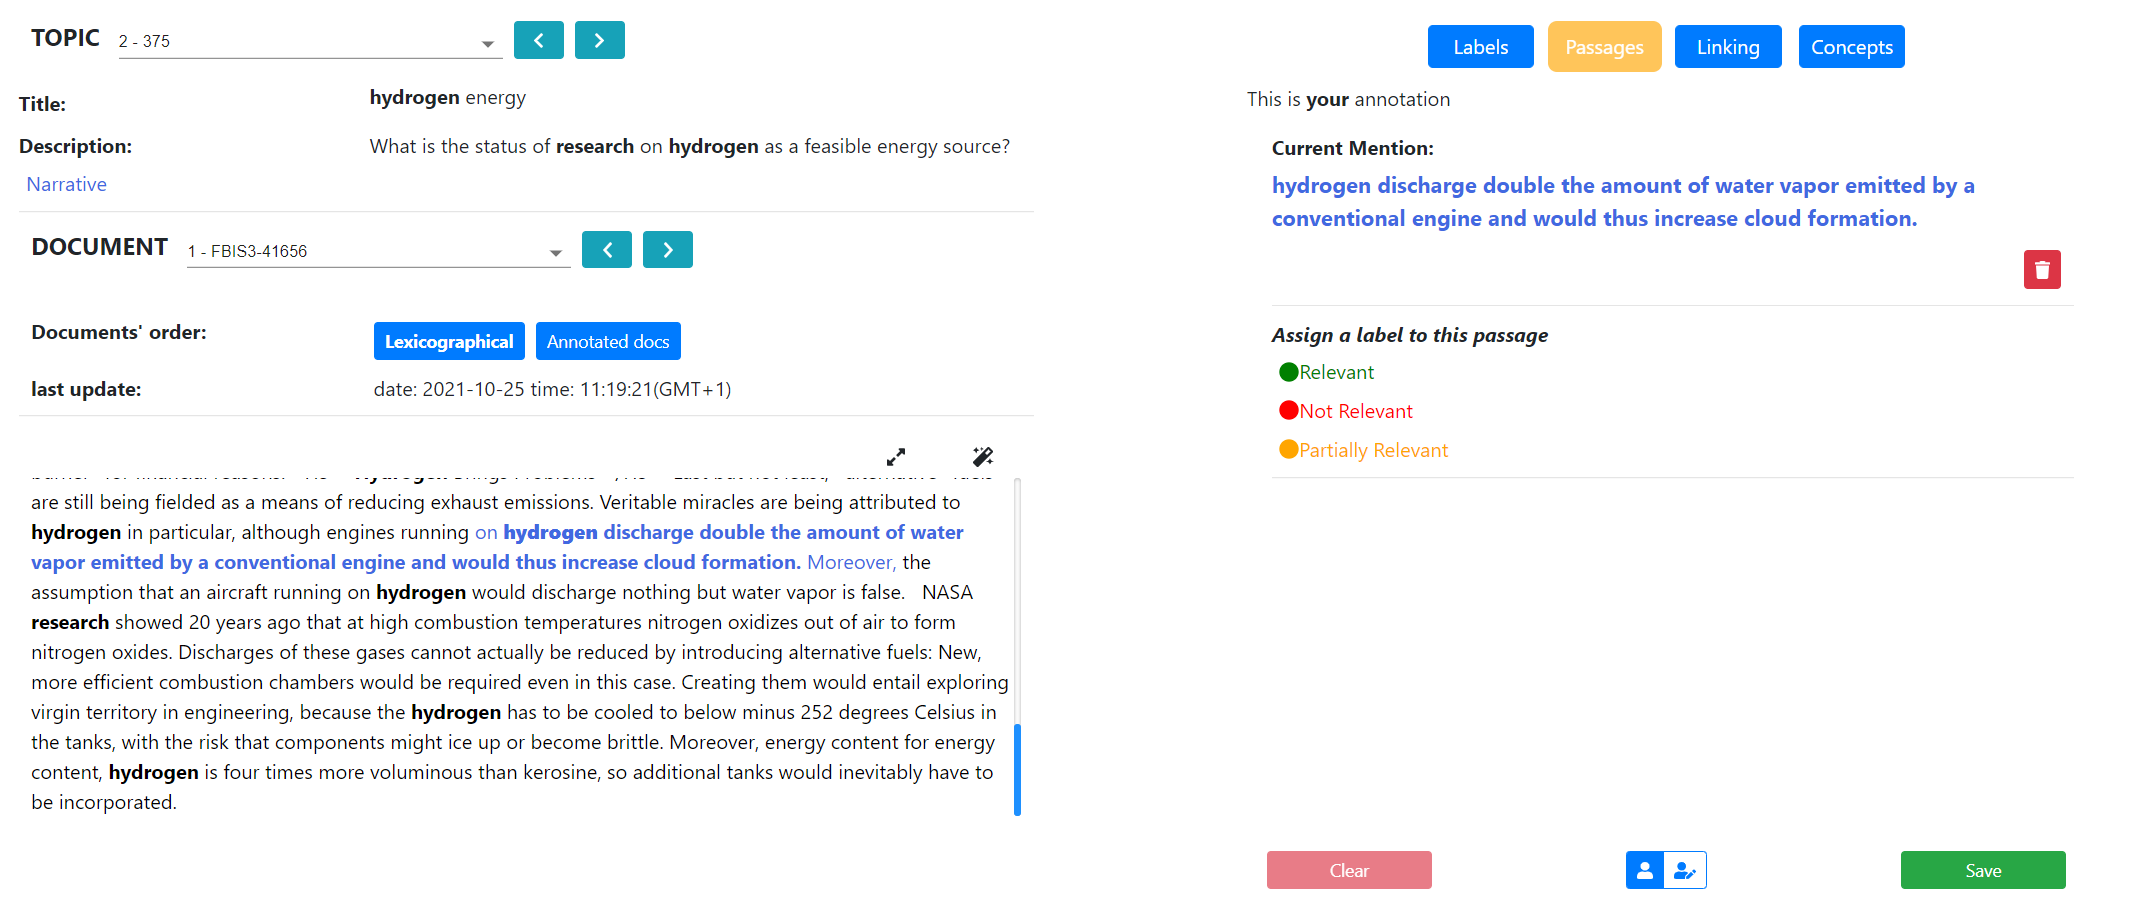 TOPIC 2 - 375
Title: hydrogen energy
Description: What is the status of research on hydrogen as a feasible energy source?
Narrative
DOCUMENT 1 - FBIS3-41656
Documents' order: Lexicographical Annotated docs
last update: date: 2021-10-25 time: 11:19:21(GMT+1)
are still being fielded as a means of reducing exhaust emissions. Veritable miracles are being attributed to
hydrogen in particular, although engines running on hydrogen discharge double the amount of water
vapor emitted by a conventional engine and would thus increase cloud formation. Moreover, the
assumption that an aircraft running on hydrogen would discharge nothing but water vapor is false. NASA
research showed 20 years ago that at high combustion temperatures nitrogen oxidizes out of air to form
nitrogen oxides. Discharges of these gases cannot actually be reduced by introducing alternative fuels: New,
more efficient combustion chambers would be required even in this case. Creating them would entail exploring
virgin territory in engineering, because the hydrogen has to be cooled to below minus 252 degrees Celsius in
the tanks, with the risk that components might ice up or become brittle. Moreover, energy content for energy
content, hydrogen is four times more voluminous than kerosine, so additional tanks would inevitably have to
be incorporated.
Labels Passages Linking Concepts
This is your annotation
Current Mention:
hydrogen discharge double the amount of water vapor emitted by a
conventional engine and would thus increase cloud formation.
Assign a label to this passage
Relevant
Not Relevant
Partially Relevant
Clear Save